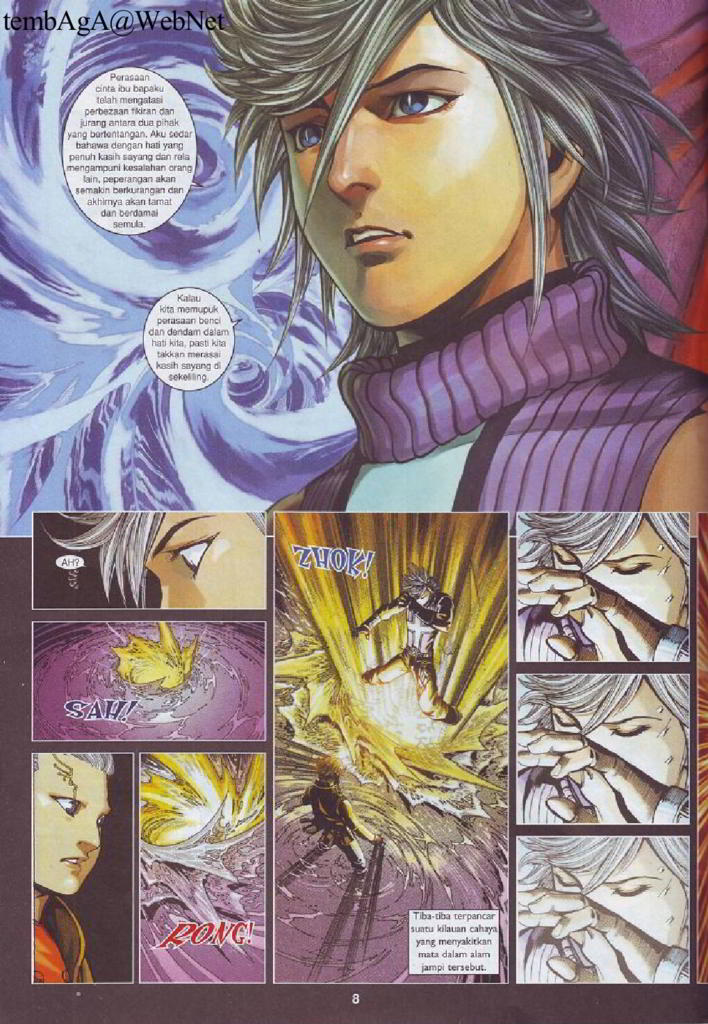 tembAgA@WebNet
Perasaan
cinta ibu bapaku
telah mengatasi
perbezaan fikiran dan
jurang antara dua pihak
yang bertentangan. Aku sedar
bahawa dengan hati yang
penuh kasih sayang dan rela
mengampuni kesalahan orang
lain, peperangan akan
semakin berkurangan dan
akhirnya akan tamat
dan berdamai
semula.
Kalau
kita memupuk
perasaan benci
dan dendam dalam
hati kita, pasti kita
takkan merasai
kasih sayang di
sekeliling.
AH?
SAH!
ZHOK!
RONG!
Tiba-tiba terpancar
suatu kilauan cahaya
yang menyakitkan
mata dalam alam
jampi tersebut.
8